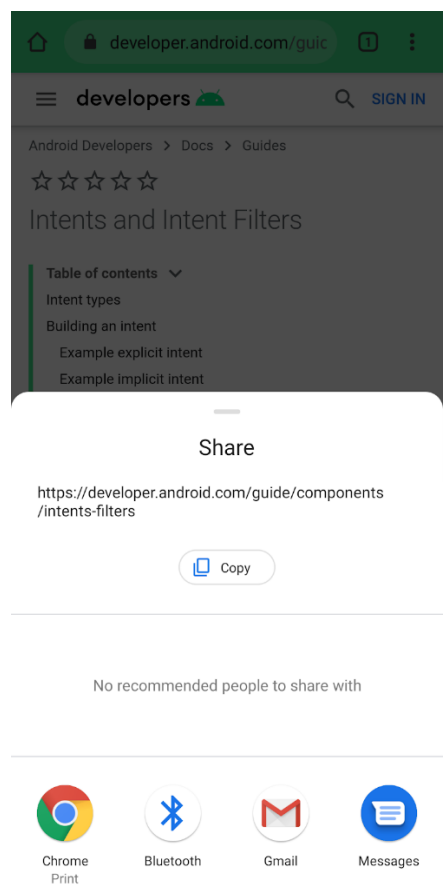 developer.android.com/guid
1
developers
SIGN IN
Android Developers > Docs > Guides
Intents and Intent Filters
Table of contents
Intent types
Building an intent
Example explicit intent
Example implicit intent
Share
https://developer.android.com/guide/components
/intents-filters
Copy
No recommended people to share with
Chrome
Print
Bluetooth
Gmail
Messages